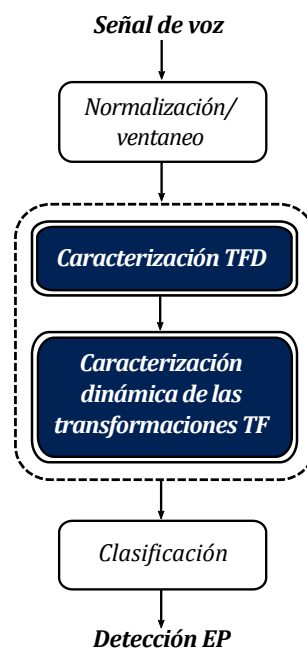 Señal de voz
Normalización/
ventaneo
Caracterización TFD
Caracterización
dinámica de las
transformaciones TF
Clasificación
Detección EP